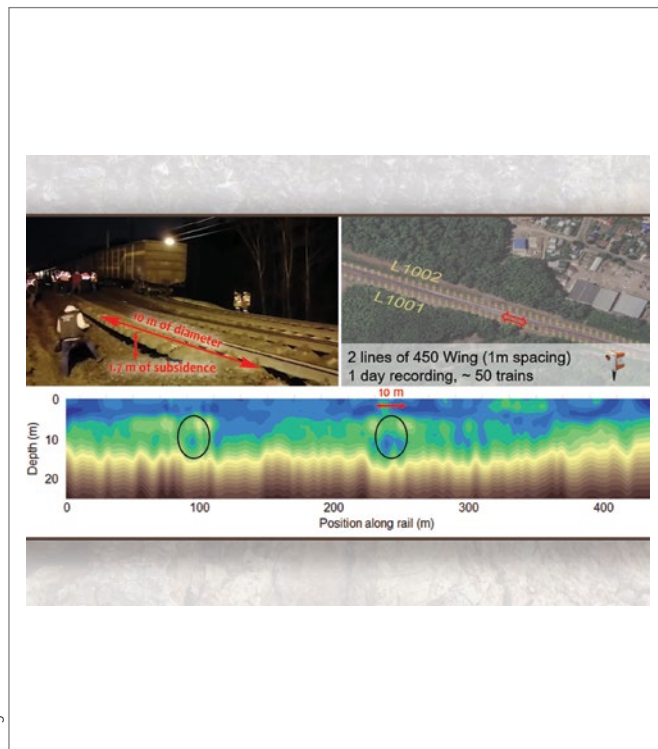 10 m of diameter
1.7 m of subsidence
L1002
L1001
2 lines of 450 Wing (1m spacing)
1 day recording, ~ 50 trains
10 m
0
10
20
Depth (m)
0
100
200
300
400
Position along rail (m)